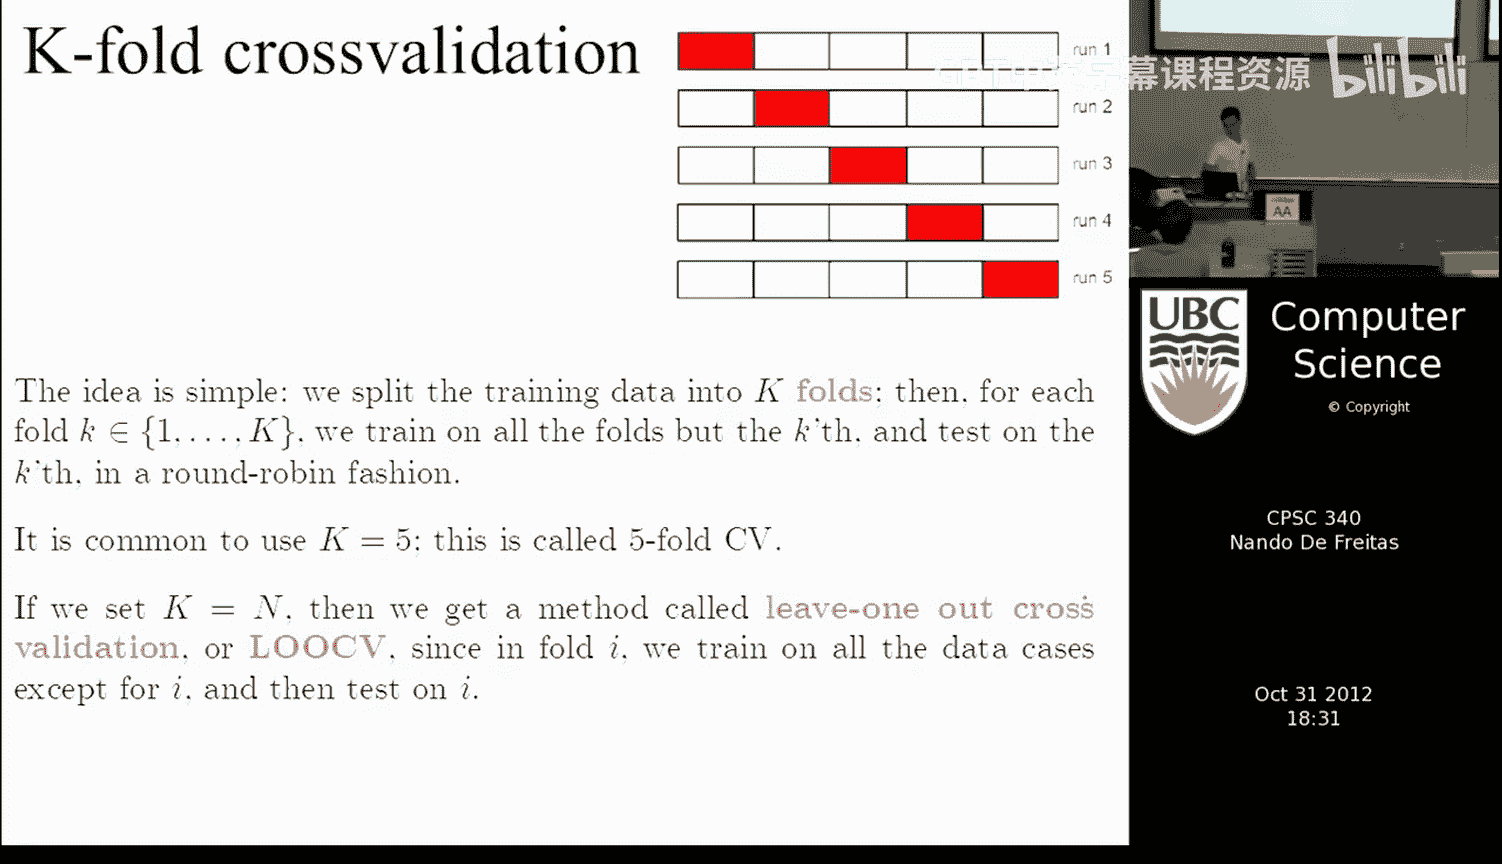 K-fold crossvalidation
run 1
run 2
run 3
run 4
run 5
The idea is simple: we split the training data into K folds; then, for each
fold k ∈ {1, . . . , K}, we train on all the folds but the k'th, and test on the
k'th, in a round-robin fashion.
It is common to use K = 5; this is called 5-fold CV.
If we set K = N, then we get a method called leave-one out cross
validation, or LOOCV, since in fold i, we train on all the data cases
except for i, and then test on i.
幕课程资源 bilibili
AA
UBC
Computer
Science
© Copyright
CPSC 340
Nando De Freitas
Oct 31 2012
18:31